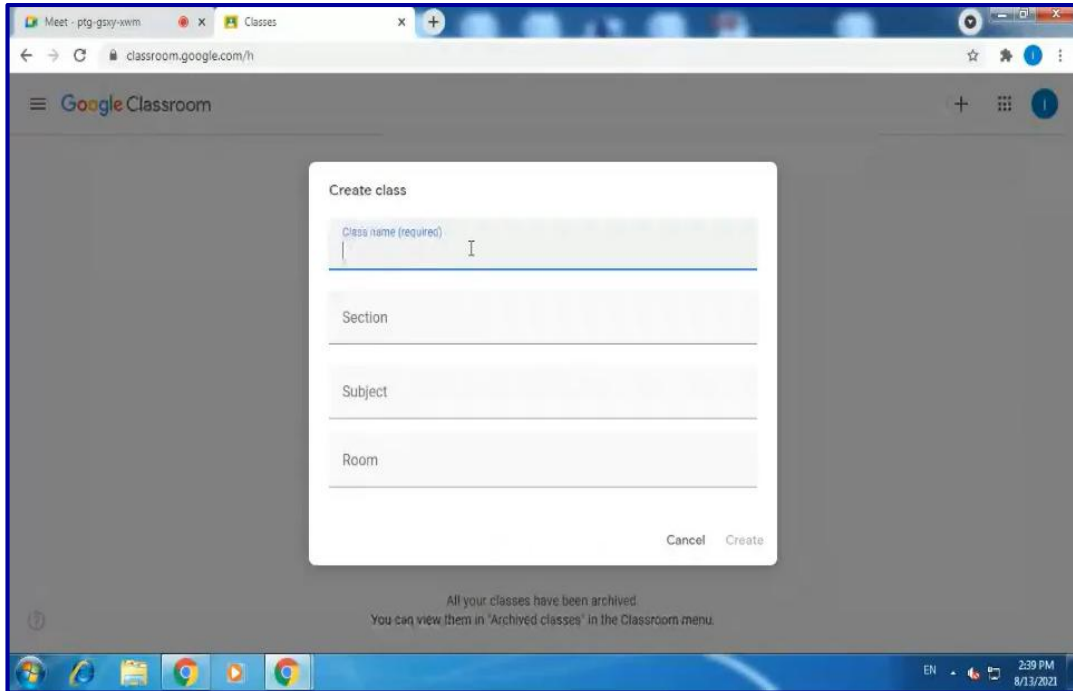 Meet - ptg-gsxy-xwm
Classes
classroom.google.com/h
Google Classroom
Create class
Class name (required)
Section
Subject
Room
Cancel Create
All your classes have been archived
You can view them in "Archived classes" in the Classroom menu.
EN
2:39 PM
8/13/2021